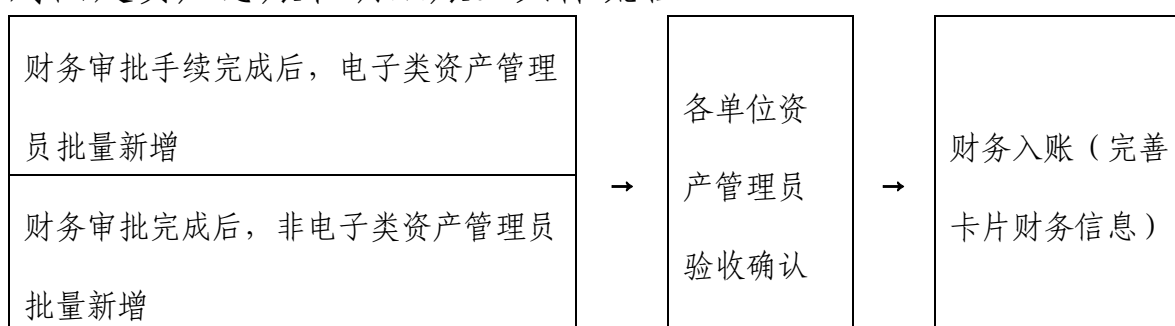 财务审批手续完成后，电子类资产管理
员批量新增
财务审批完成后，非电子类资产管理员
批量新增
→
各单位资
产管理员
验收确认
→
财务入账（完善
卡片财务信息）